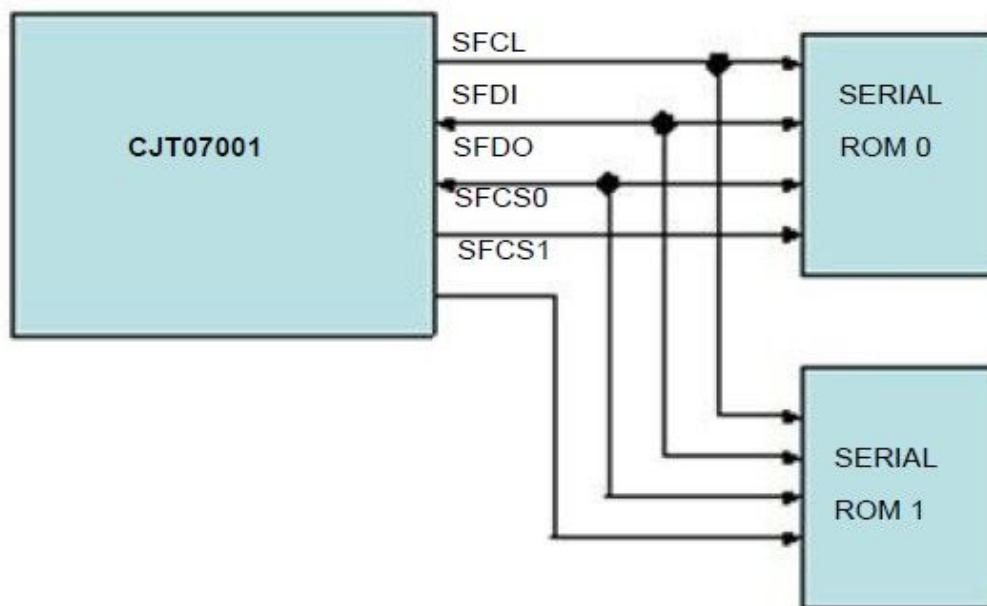 CJT07001
SFCL
SFDI
SFDO
SFCS0
SFCS1
SERIAL
ROM 0
SERIAL
ROM 1